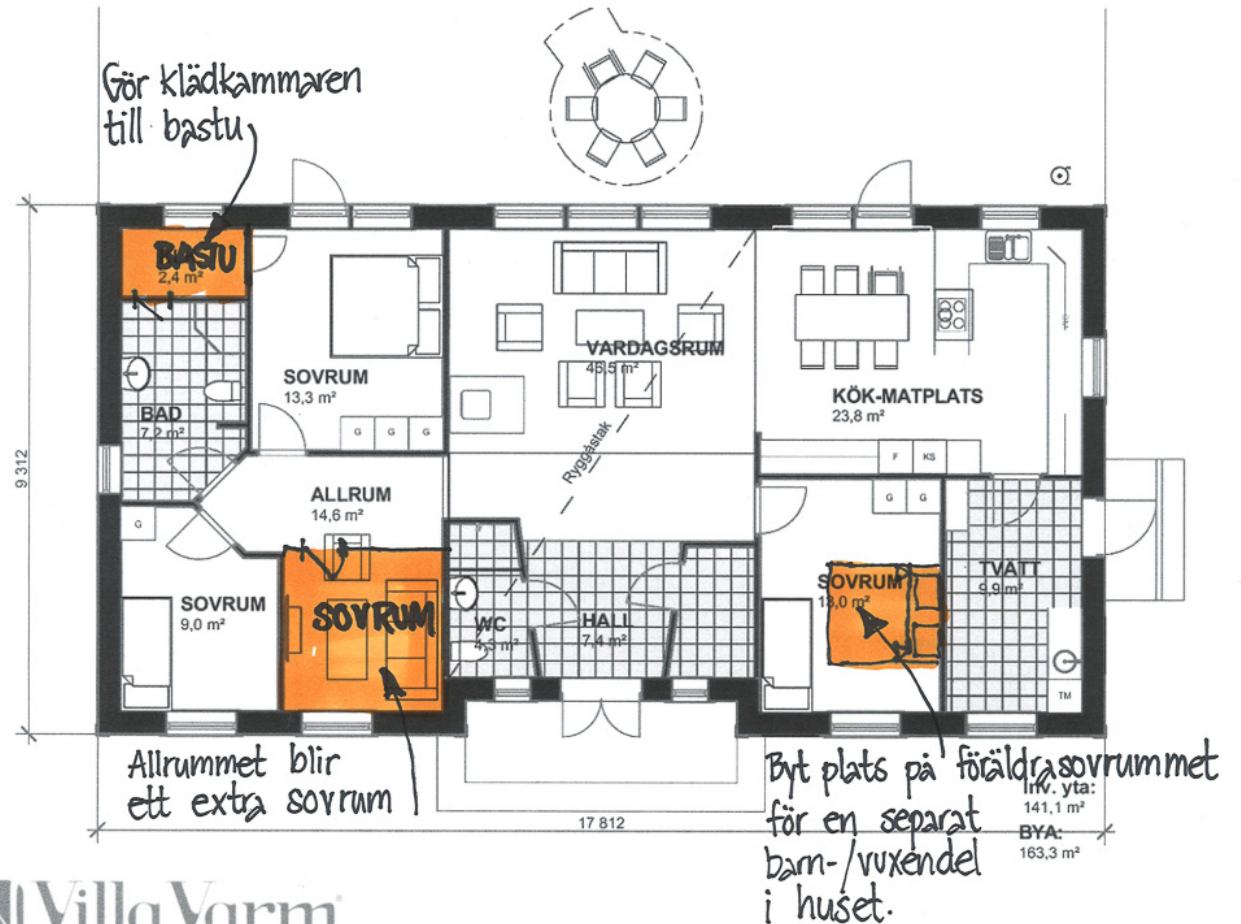 Gör klädkammaren
till bastu
BASTU
2,4 m²
SOVRUM
13,3 m²
G G G
BAD
7,2 m²
VARDAGSRUM
46,5 m²
Ryggåstak
KÖK-MATPLATS
23,8 m²
F KS
9 312
ALLRUM
14,6 m²
G
SOVRUM
9,0 m²
SOVRUM
WC
4,3 m²
HALL
7,4 m²
G G
SOVRUM
13,0 m²
TVÄTT
9,9 m²
TM
Allrummet blir
ett extra sovrum
17 812
Byt plats på föräldrasovrummet
för en separat
barn-/vuxendel
i huset.
Inv. yta:
141,1 m²
BYA:
163,3 m²
Villa Varm